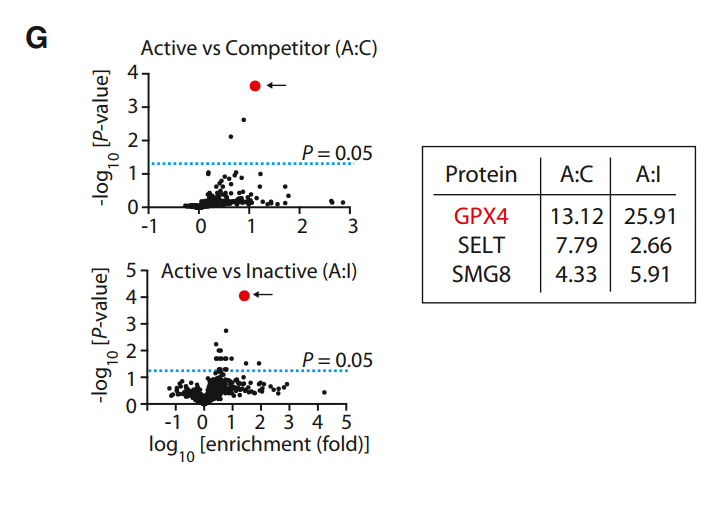 G
Active vs Competitor (A:C)
-log10 [P-value]
4
3
2
1
0
P = 0.05
-1 0 1 2 3
Active vs Inactive (A:I)
-log10 [P-value]
5
4
3
2
1
0
P = 0.05
-1 0 1 2 3 4 5
log10 [enrichment (fold)]
Protein A:C A:I
GPX4 13.12 25.91
SELT 7.79 2.66
SMG8 4.33 5.91